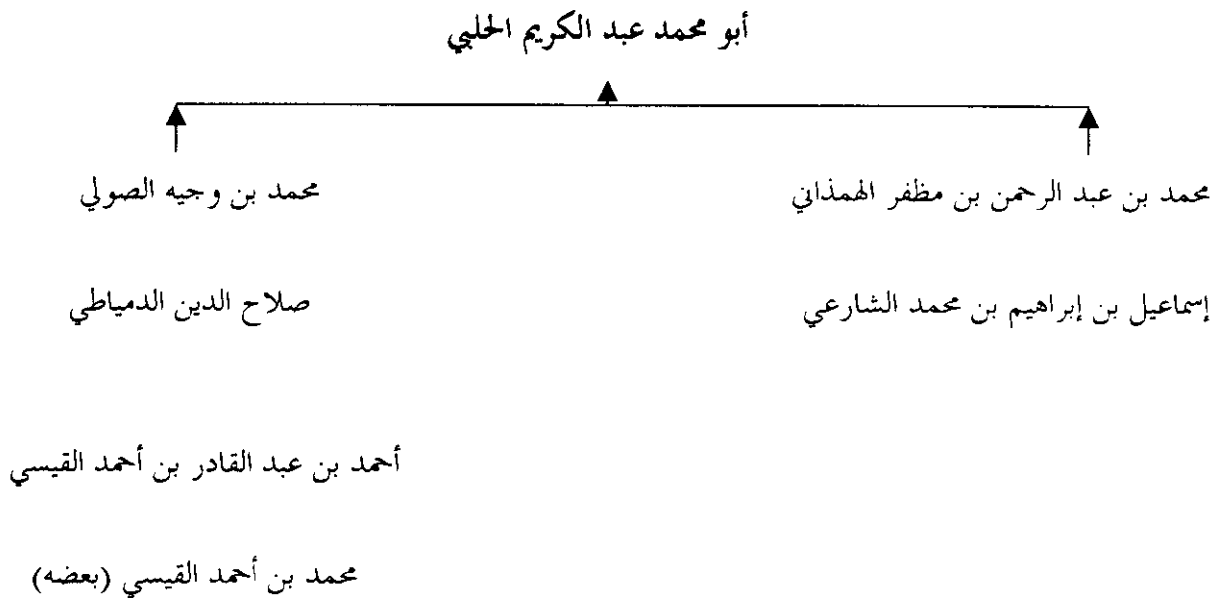 أبو محمد عبد الكريم الحلبي
محمد بن عبد الرحمن بن مظفر الهمذاني
محمد بن وجيه الصولي
إسماعيل بن إبراهيم بن محمد الشارعي
صلاح الدين الدمياطي
أحمد بن عبد القادر بن أحمد القيسي
محمد بن أحمد القيسي (بعضه)